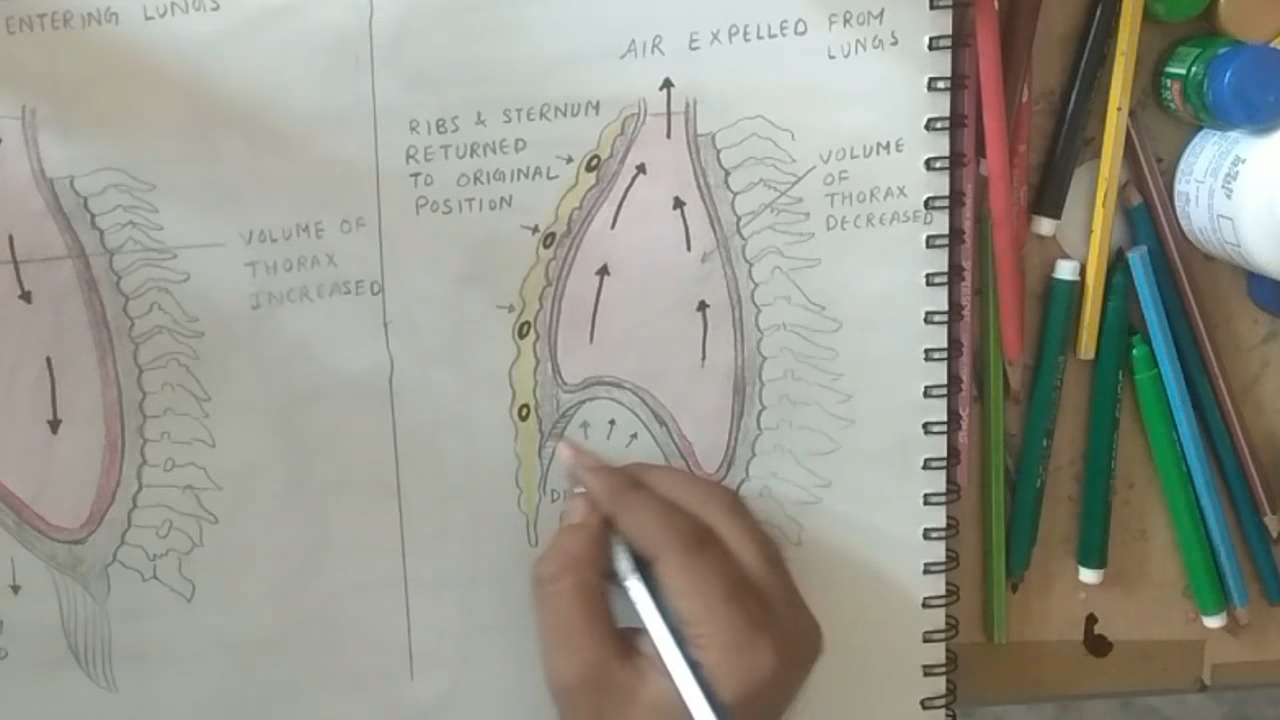 ENTERING LUNGS
VOLUME OF
THORAX
INCREASED
AIR EXPELLED FROM
LUNGS
RIBS & STERNUM
RETURNED
TO ORIGINAL
POSITION
VOLUME
OF
THORAX
DECREASED